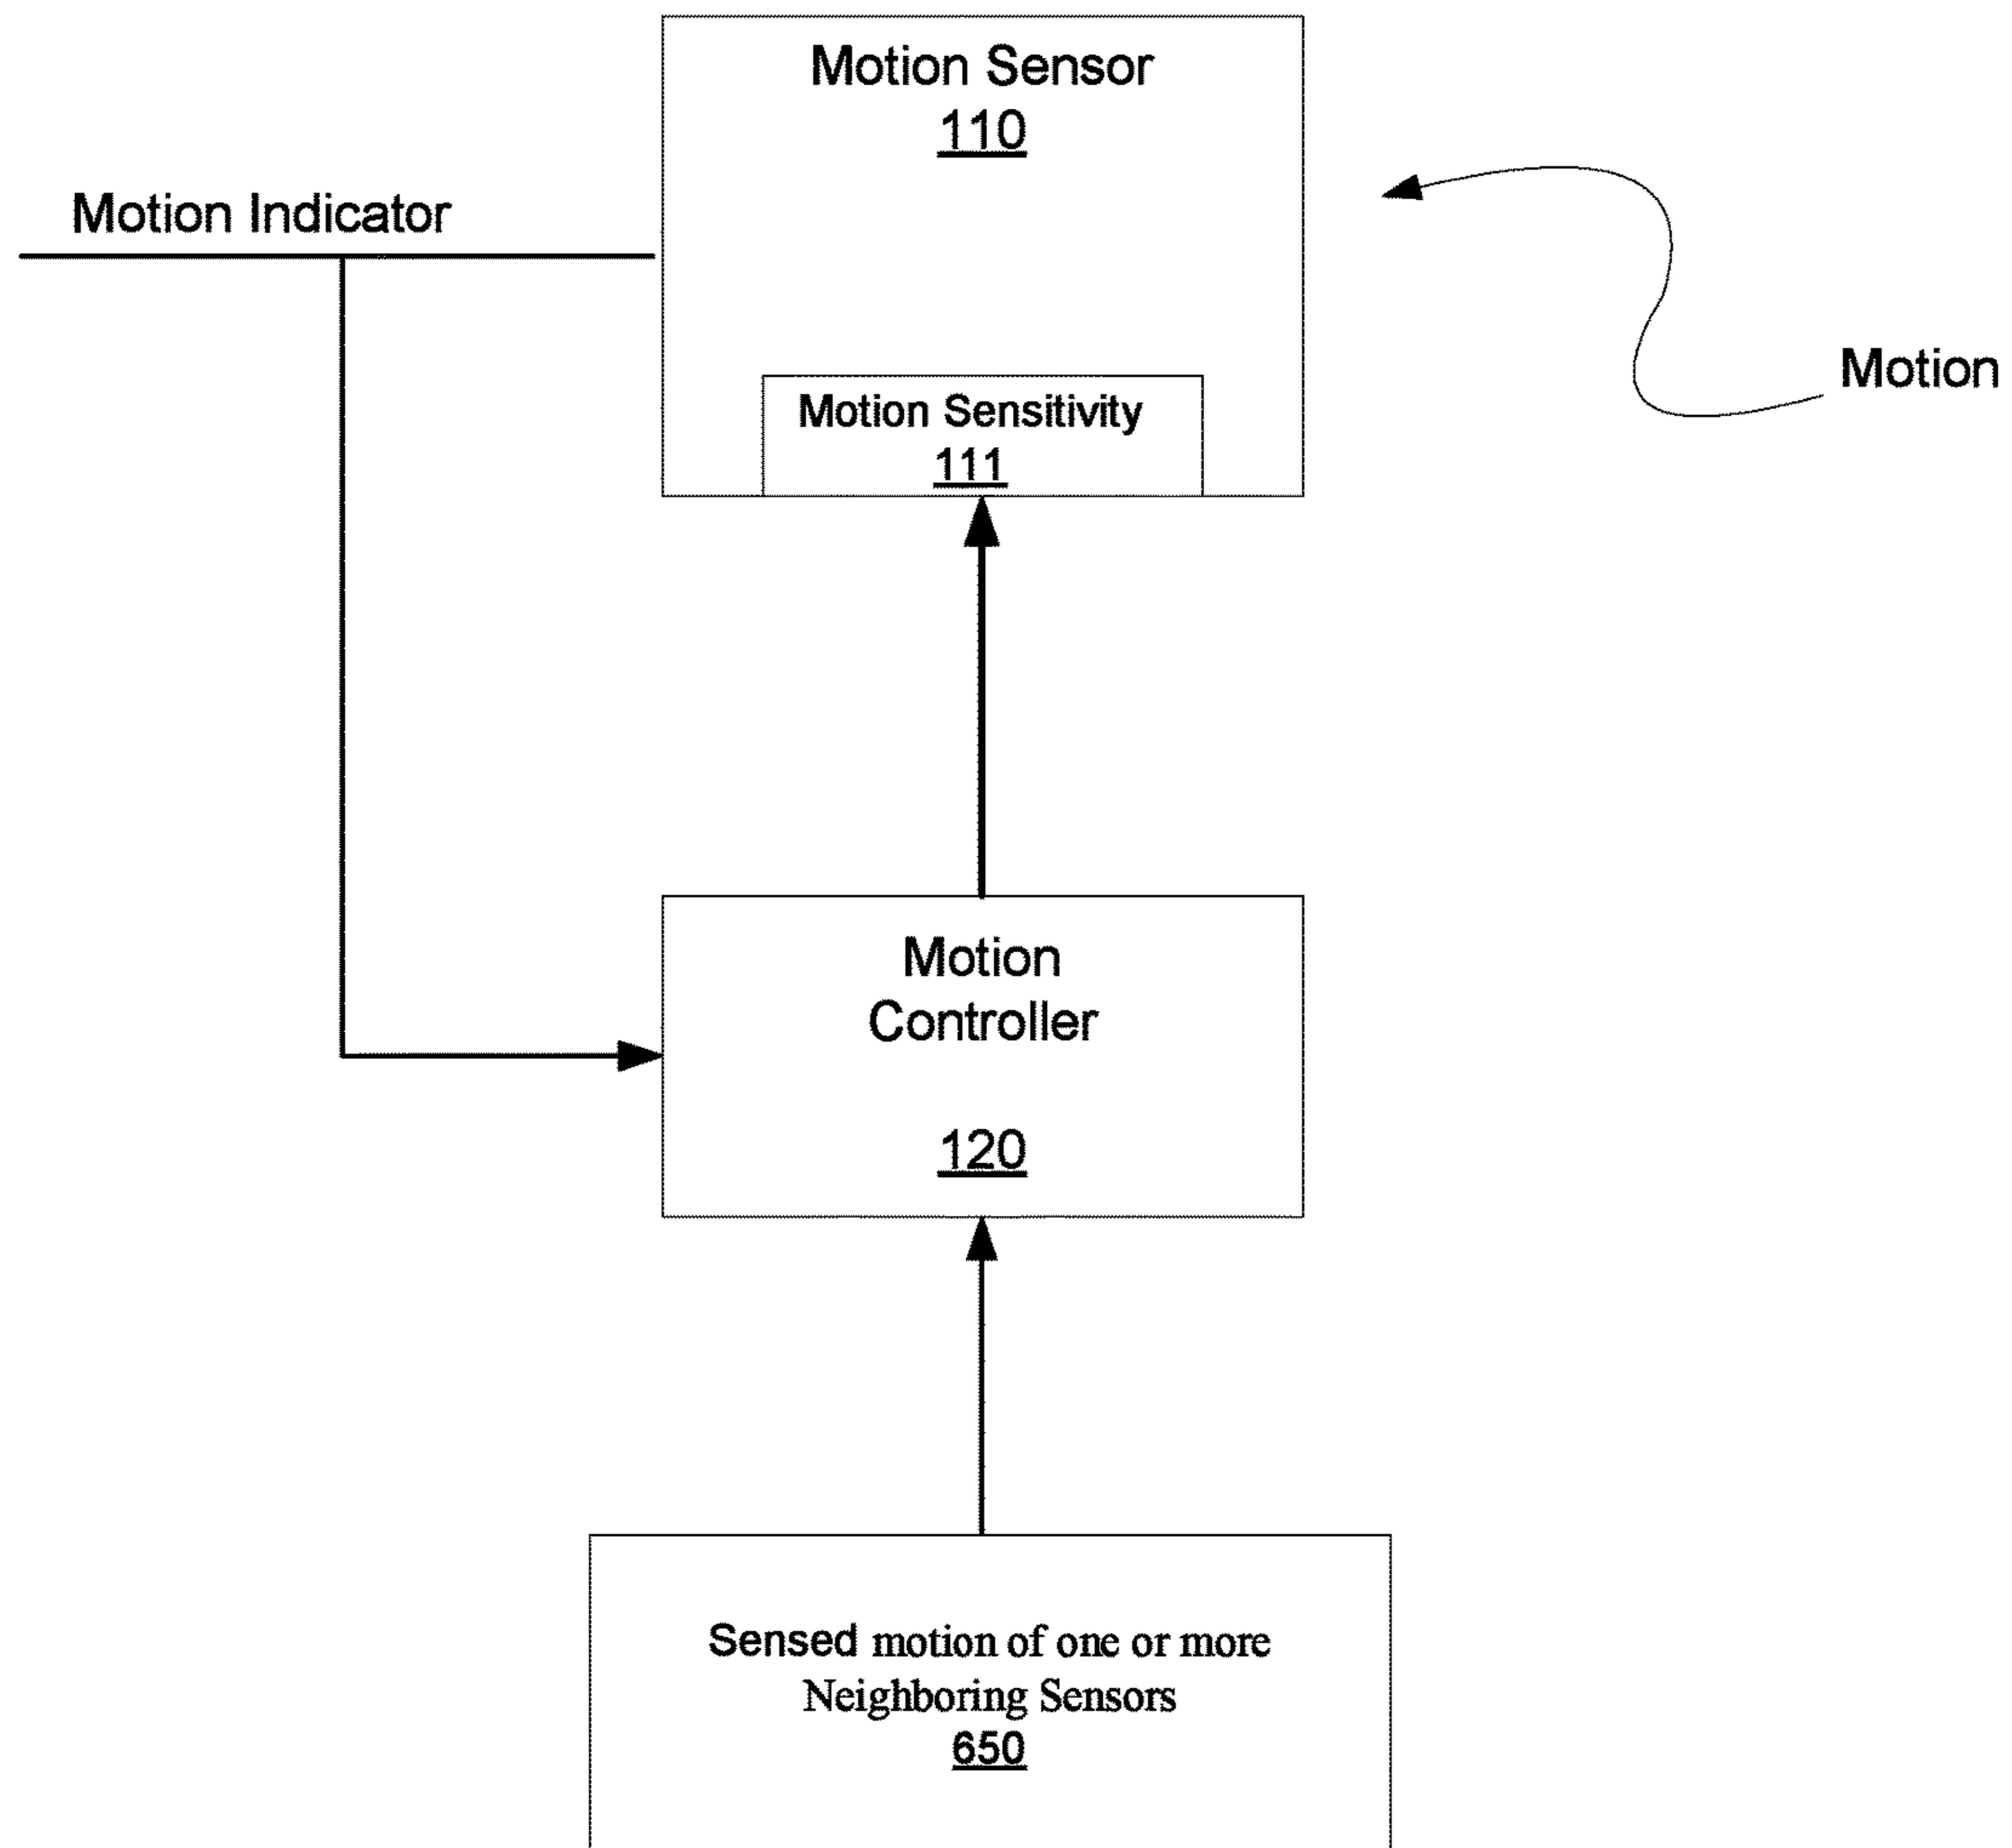 Motion Sensor
110
Motion Indicator
Motion
Motion Sensitivity
111
Motion
Controller
120
Sensed motion of one or more
Neighboring Sensors
650